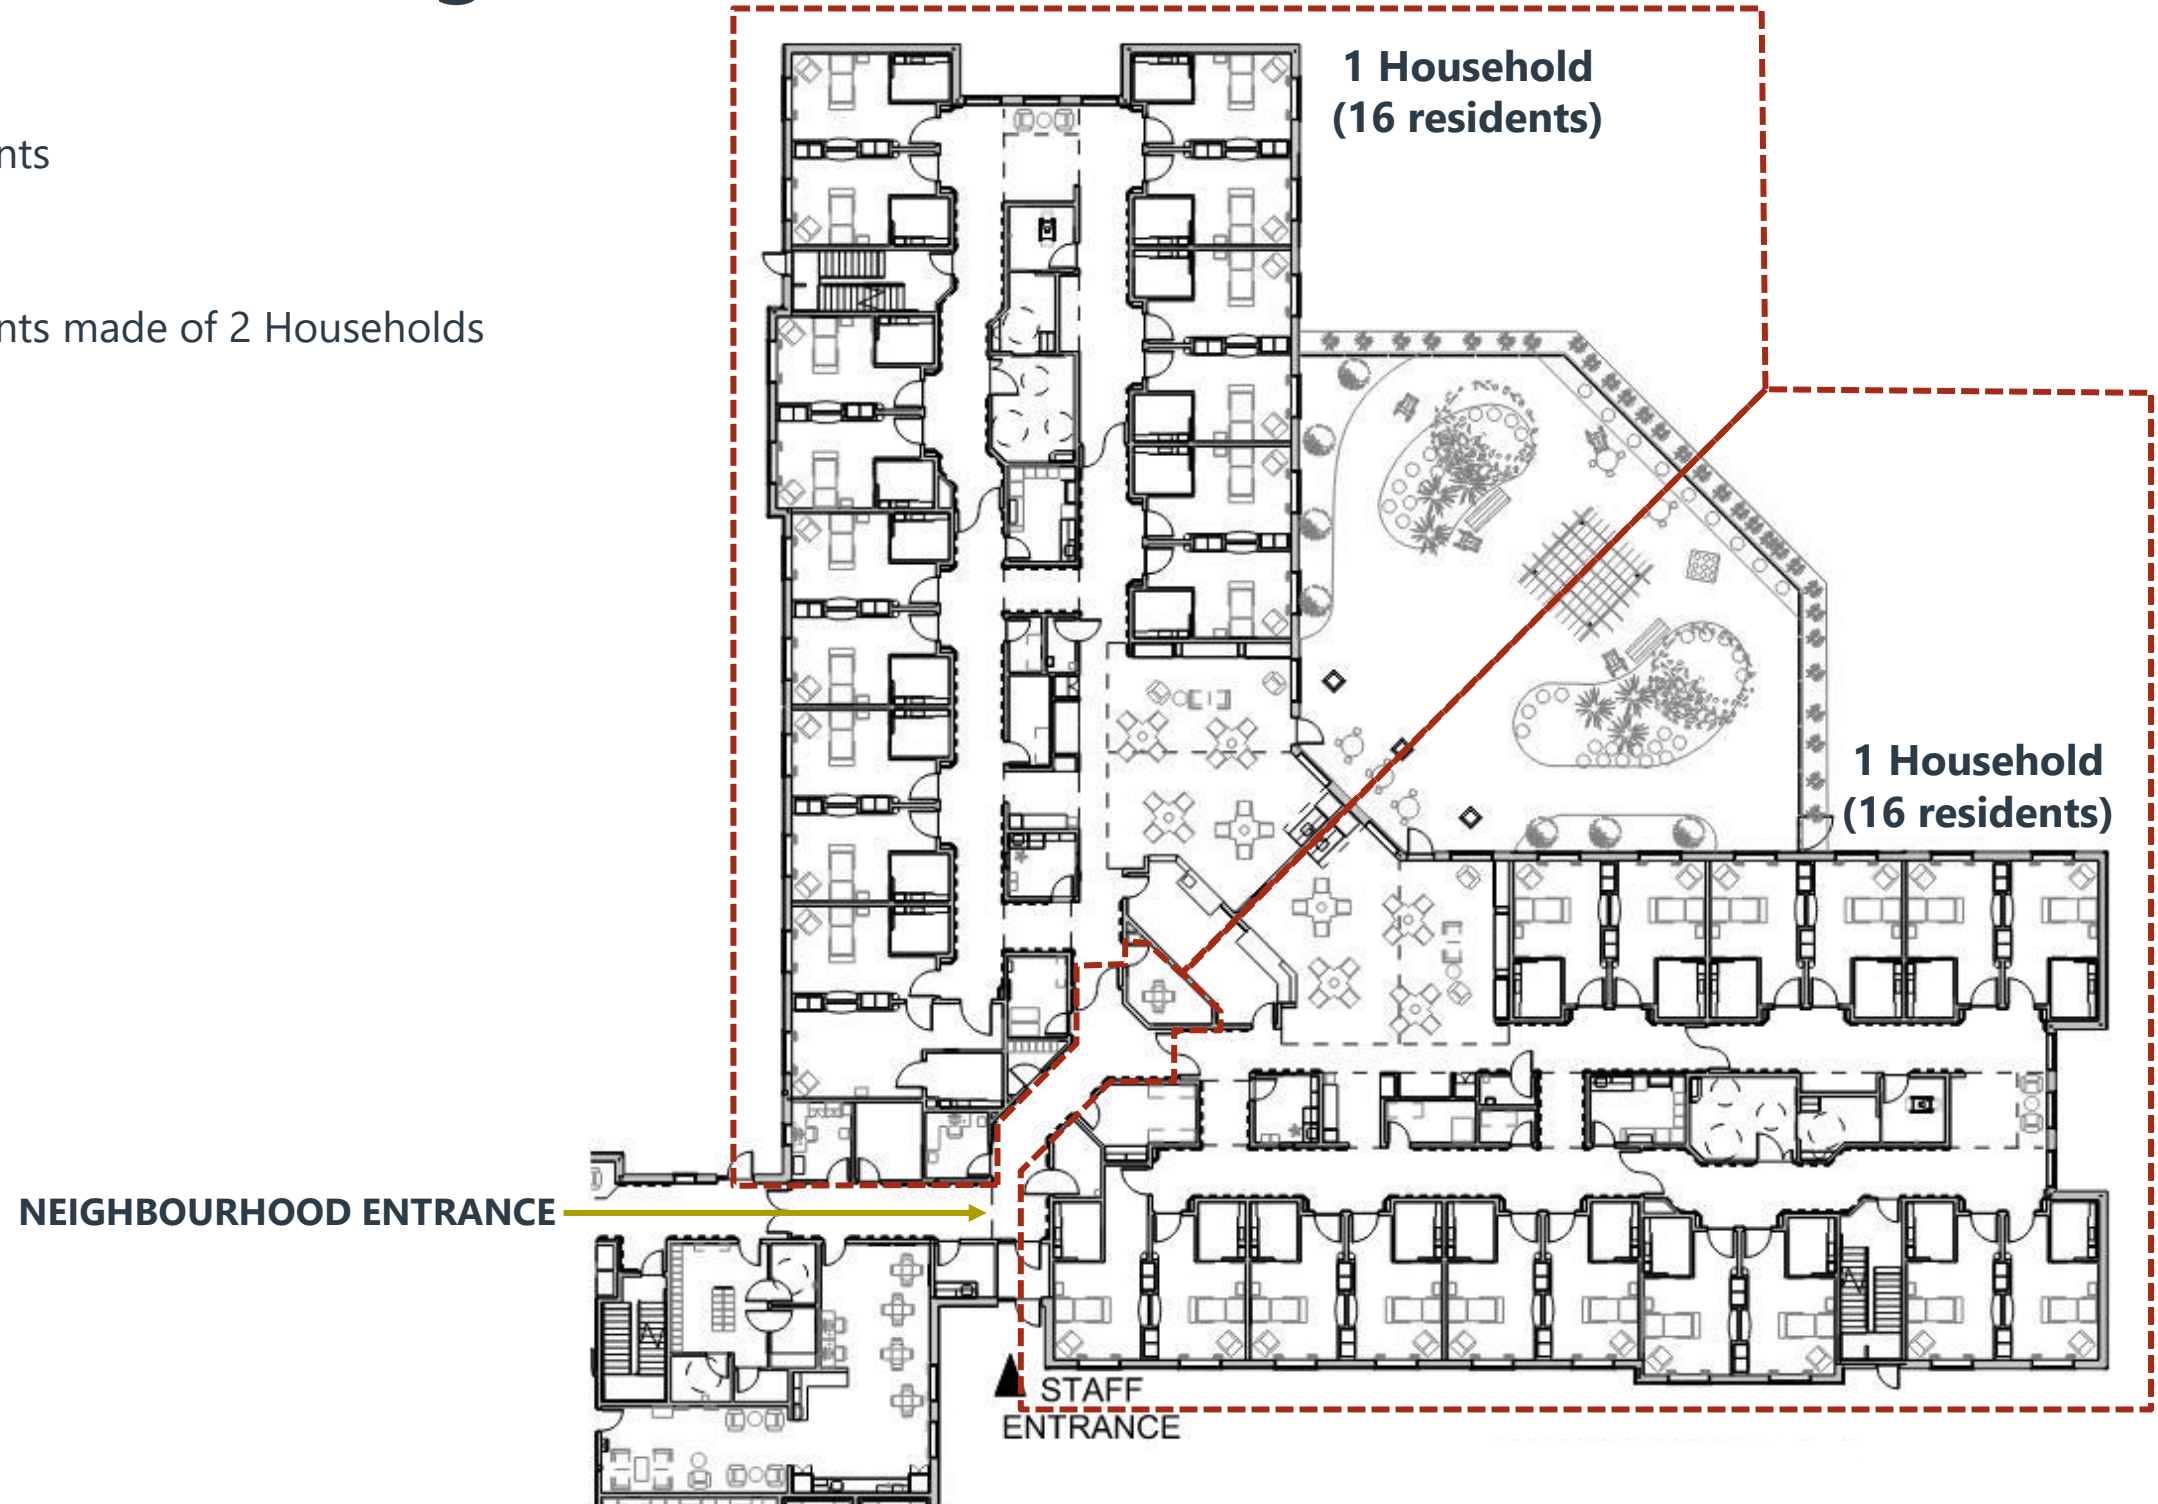 g
nts
nts made of 2 Households
1 Household
(16 residents)
1 Household
(16 residents)
NEIGHBOURHOOD ENTRANCE
STAFF
ENTRANCE